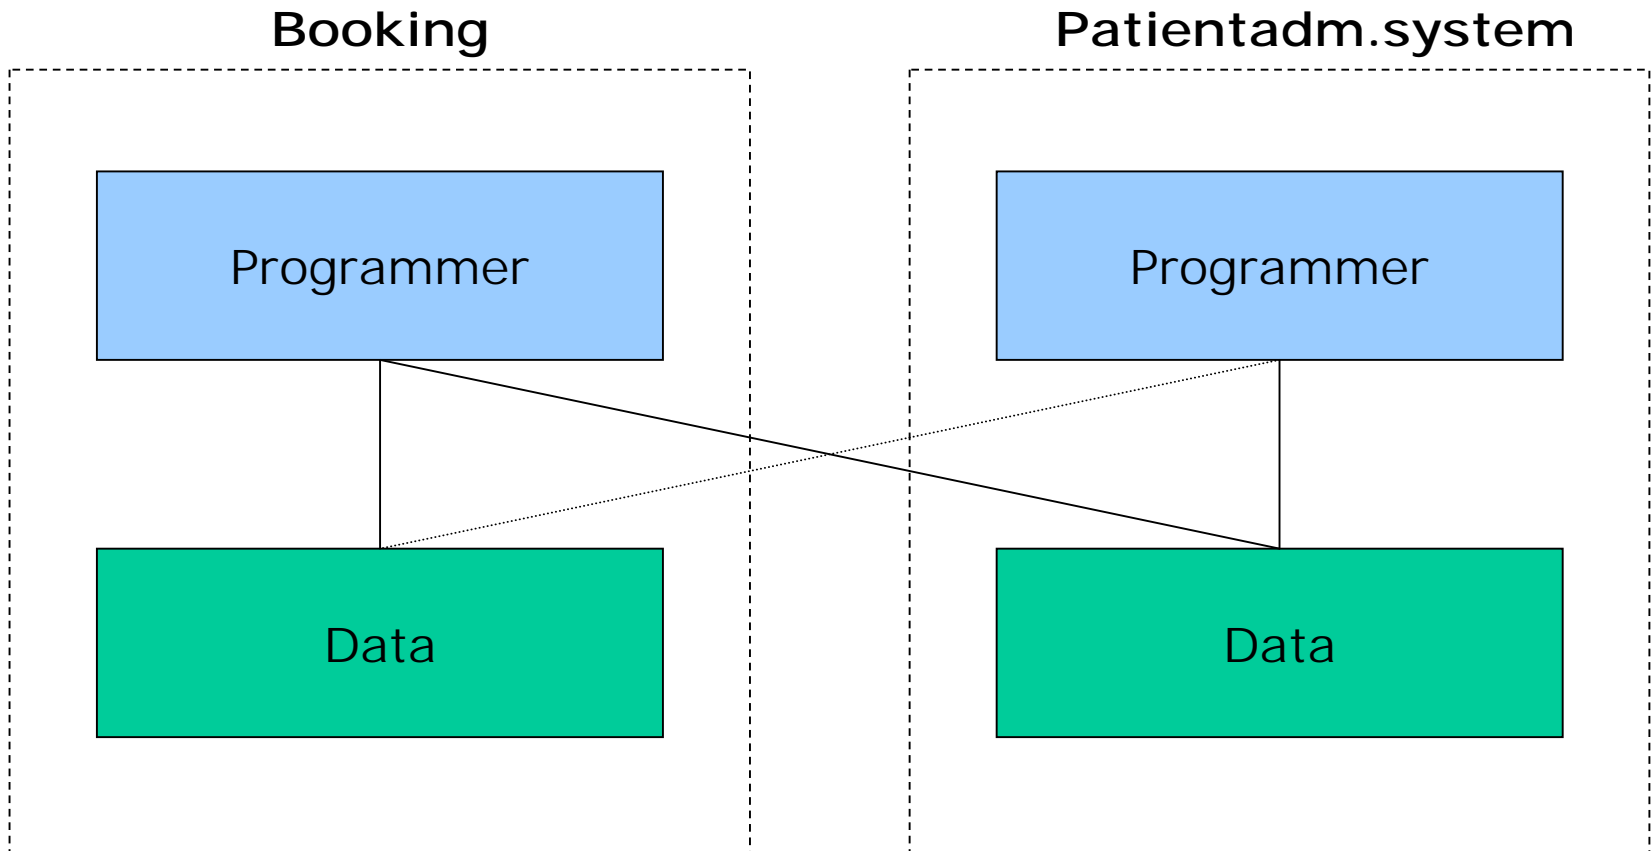 Booking
Patientadm.system
Programmer
Programmer
Data
Data